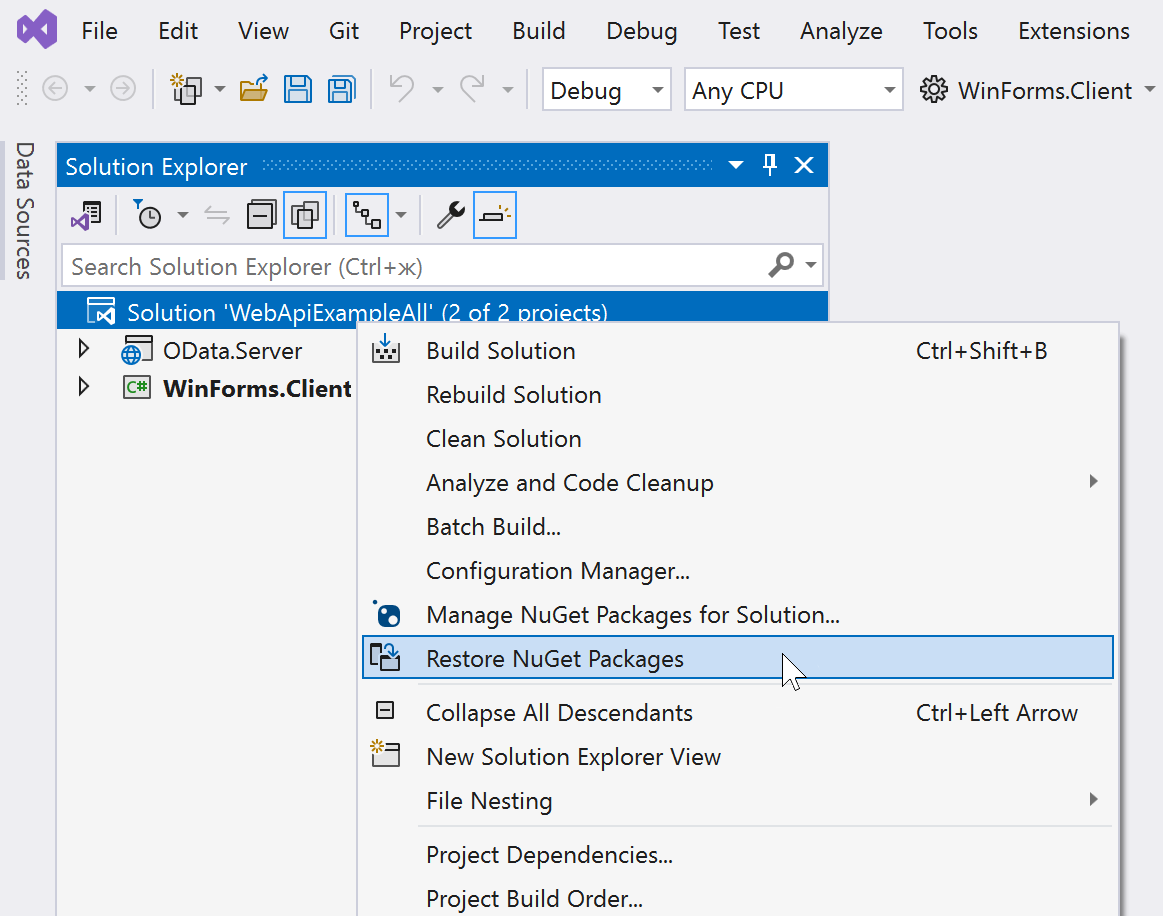 File Edit View Git Project Build Debug Test Analyze Tools Extensions
Debug Any CPU WinForms.Client
Data Sources
Solution Explorer
Search Solution Explorer (Ctrl+ж)
Solution 'WebApiExampleAll' (2 of 2 projects)
OData.Server
C# WinForms.Client
Build Solution Ctrl+Shift+B
Rebuild Solution
Clean Solution
Analyze and Code Cleanup
Batch Build...
Configuration Manager...
Manage NuGet Packages for Solution...
Restore NuGet Packages
Collapse All Descendants Ctrl+Left Arrow
New Solution Explorer View
File Nesting
Project Dependencies...
Project Build Order...